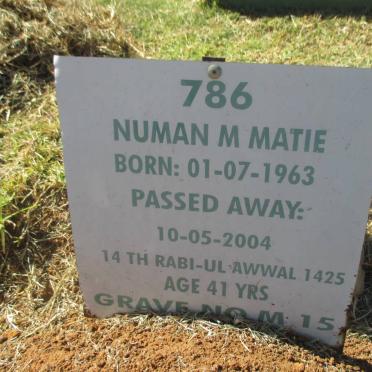 786
NUMAN M MATIE
BORN: 01-07-1963
PASSED AWAY:
10-05-2004
14 TH RABI-UL AWWAL 1425
AGE 41 YRS
GRAVE NO M 15